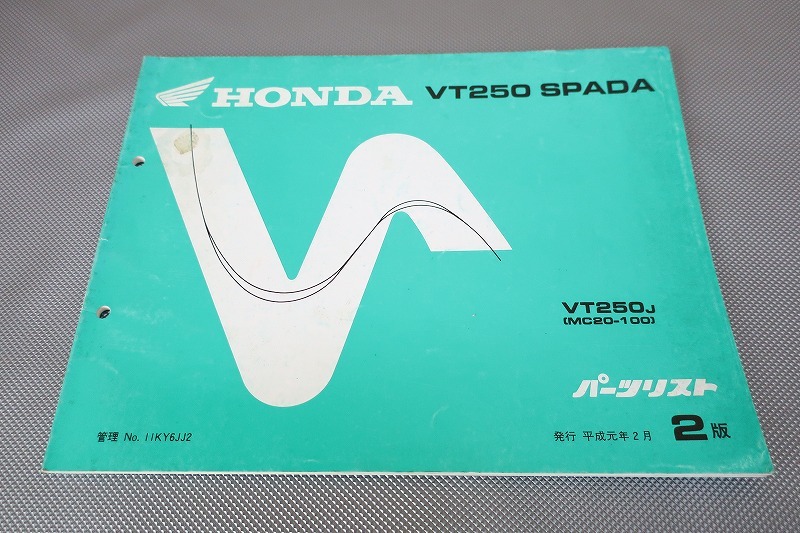 HONDA VT250 SPADA
VT250J
(MC20-100)
パーツリスト
管理 No. 11KY6JJ2
発行 平成元年2月 2版